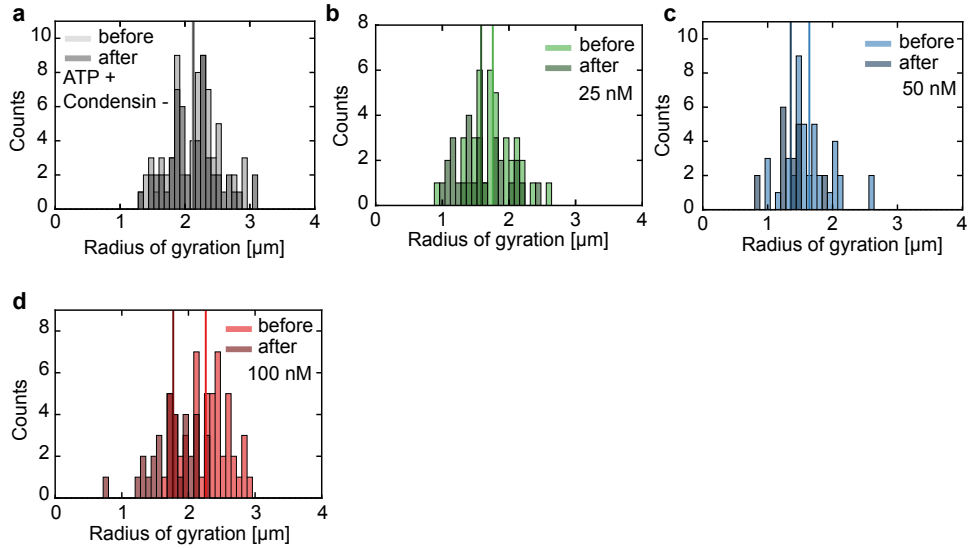 a
10
8
6
4
2
0
Counts
before
after
ATP +
Condensin -
0 1 2 3 4
Radius of gyration [µm]
b
8
6
4
2
0
Counts
before
after
25 nM
0 1 2 3 4
Radius of gyration [µm]
c
10
8
6
4
2
0
Counts
before
after
50 nM
0 1 2 3 4
Radius of gyration [µm]
d
8
6
4
2
0
Counts
before
after
100 nM
0 1 2 3 4
Radius of gyration [µm]